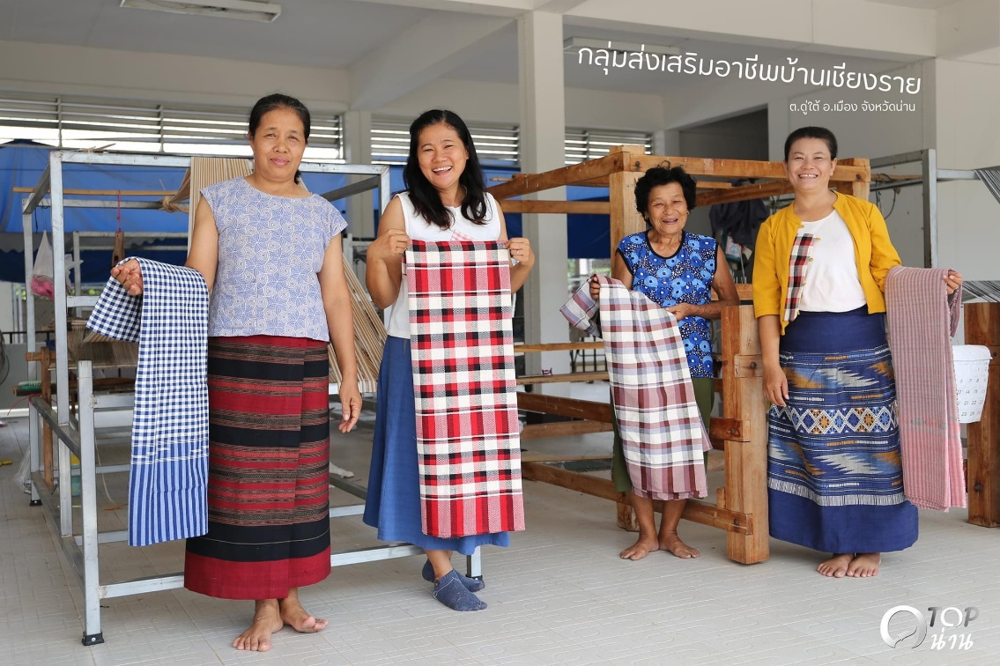 กลุ่มส่งเสริมอาชีพบ้านเชียงราย
ต.ดู่ใต้ อ.เมือง จังหวัดน่าน
OTOP
น่าน